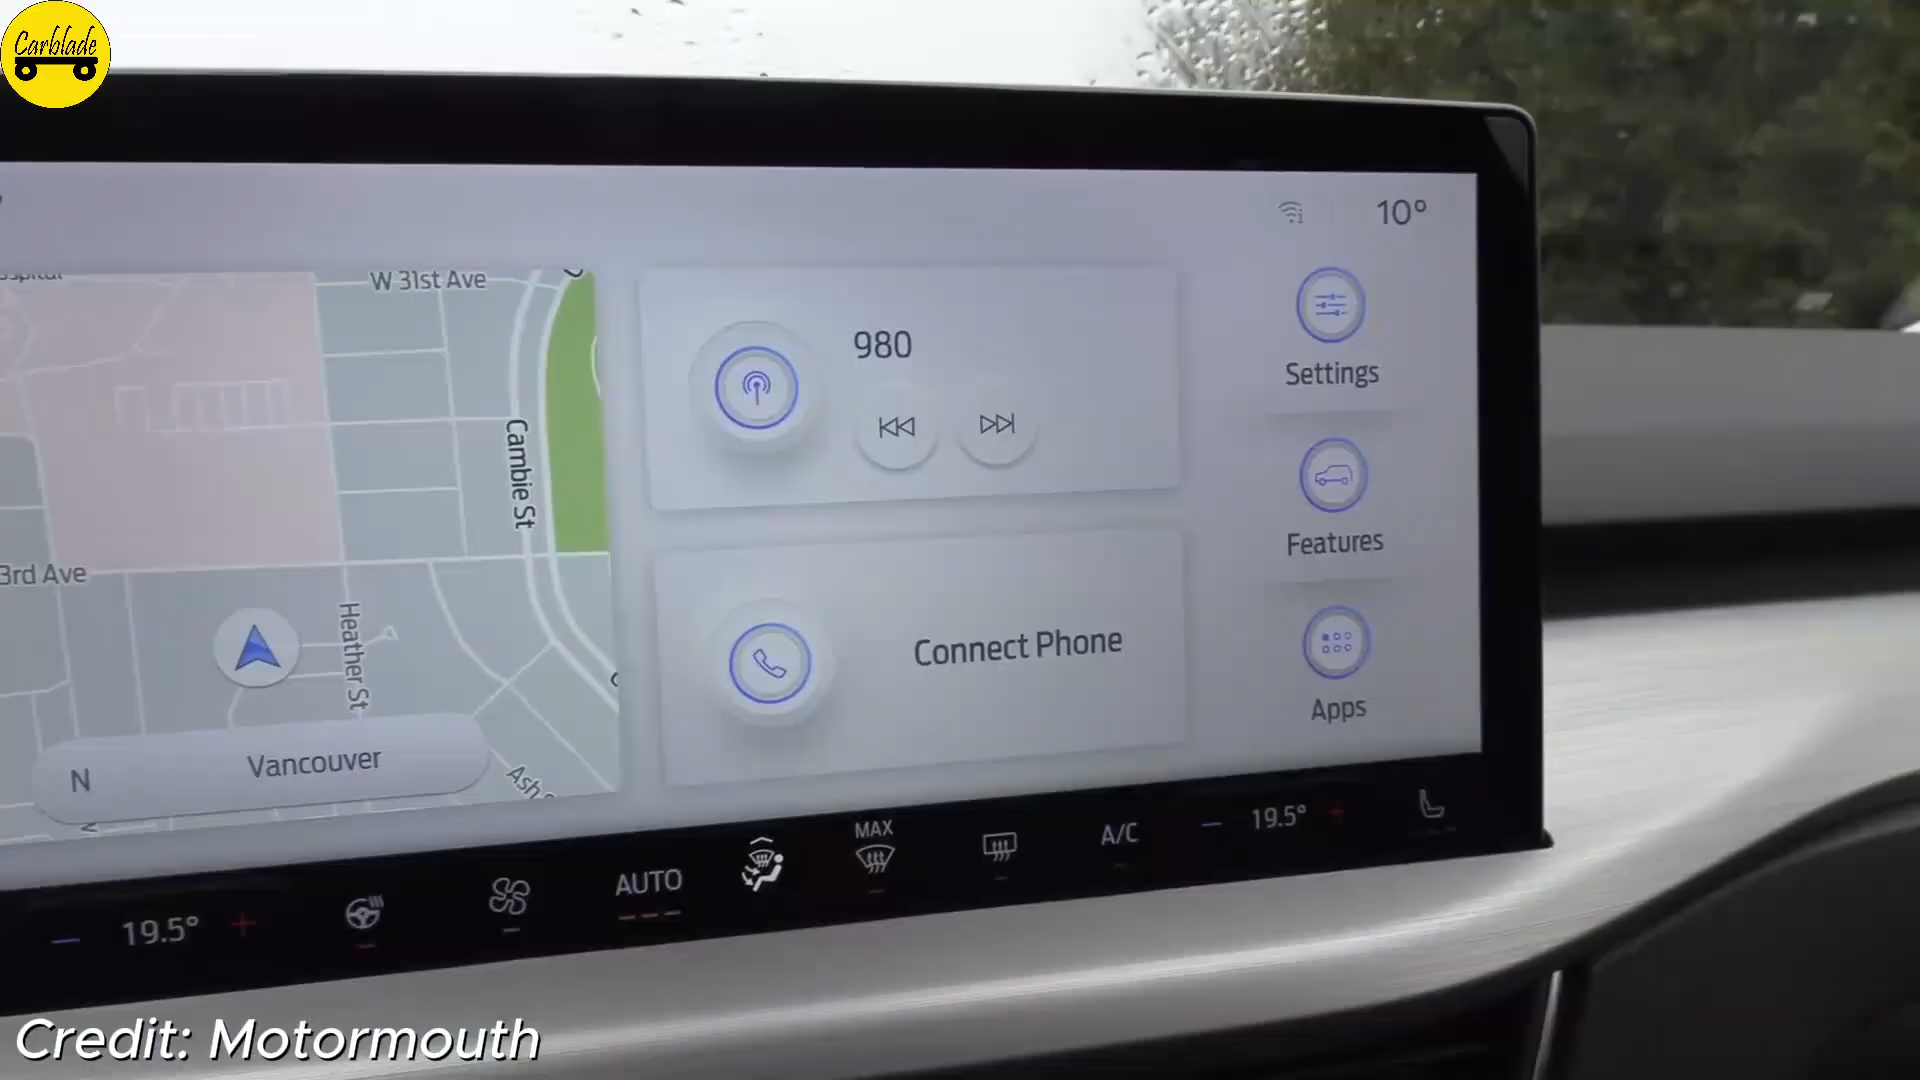 Carblade
10°
W 31st Ave
980
Settings
Cambie St
Features
3rd Ave
Heather St
Connect Phone
Apps
N
Vancouver
MAX
A/C
19.5°
AUTO
19.5°
Credit: Motormouth